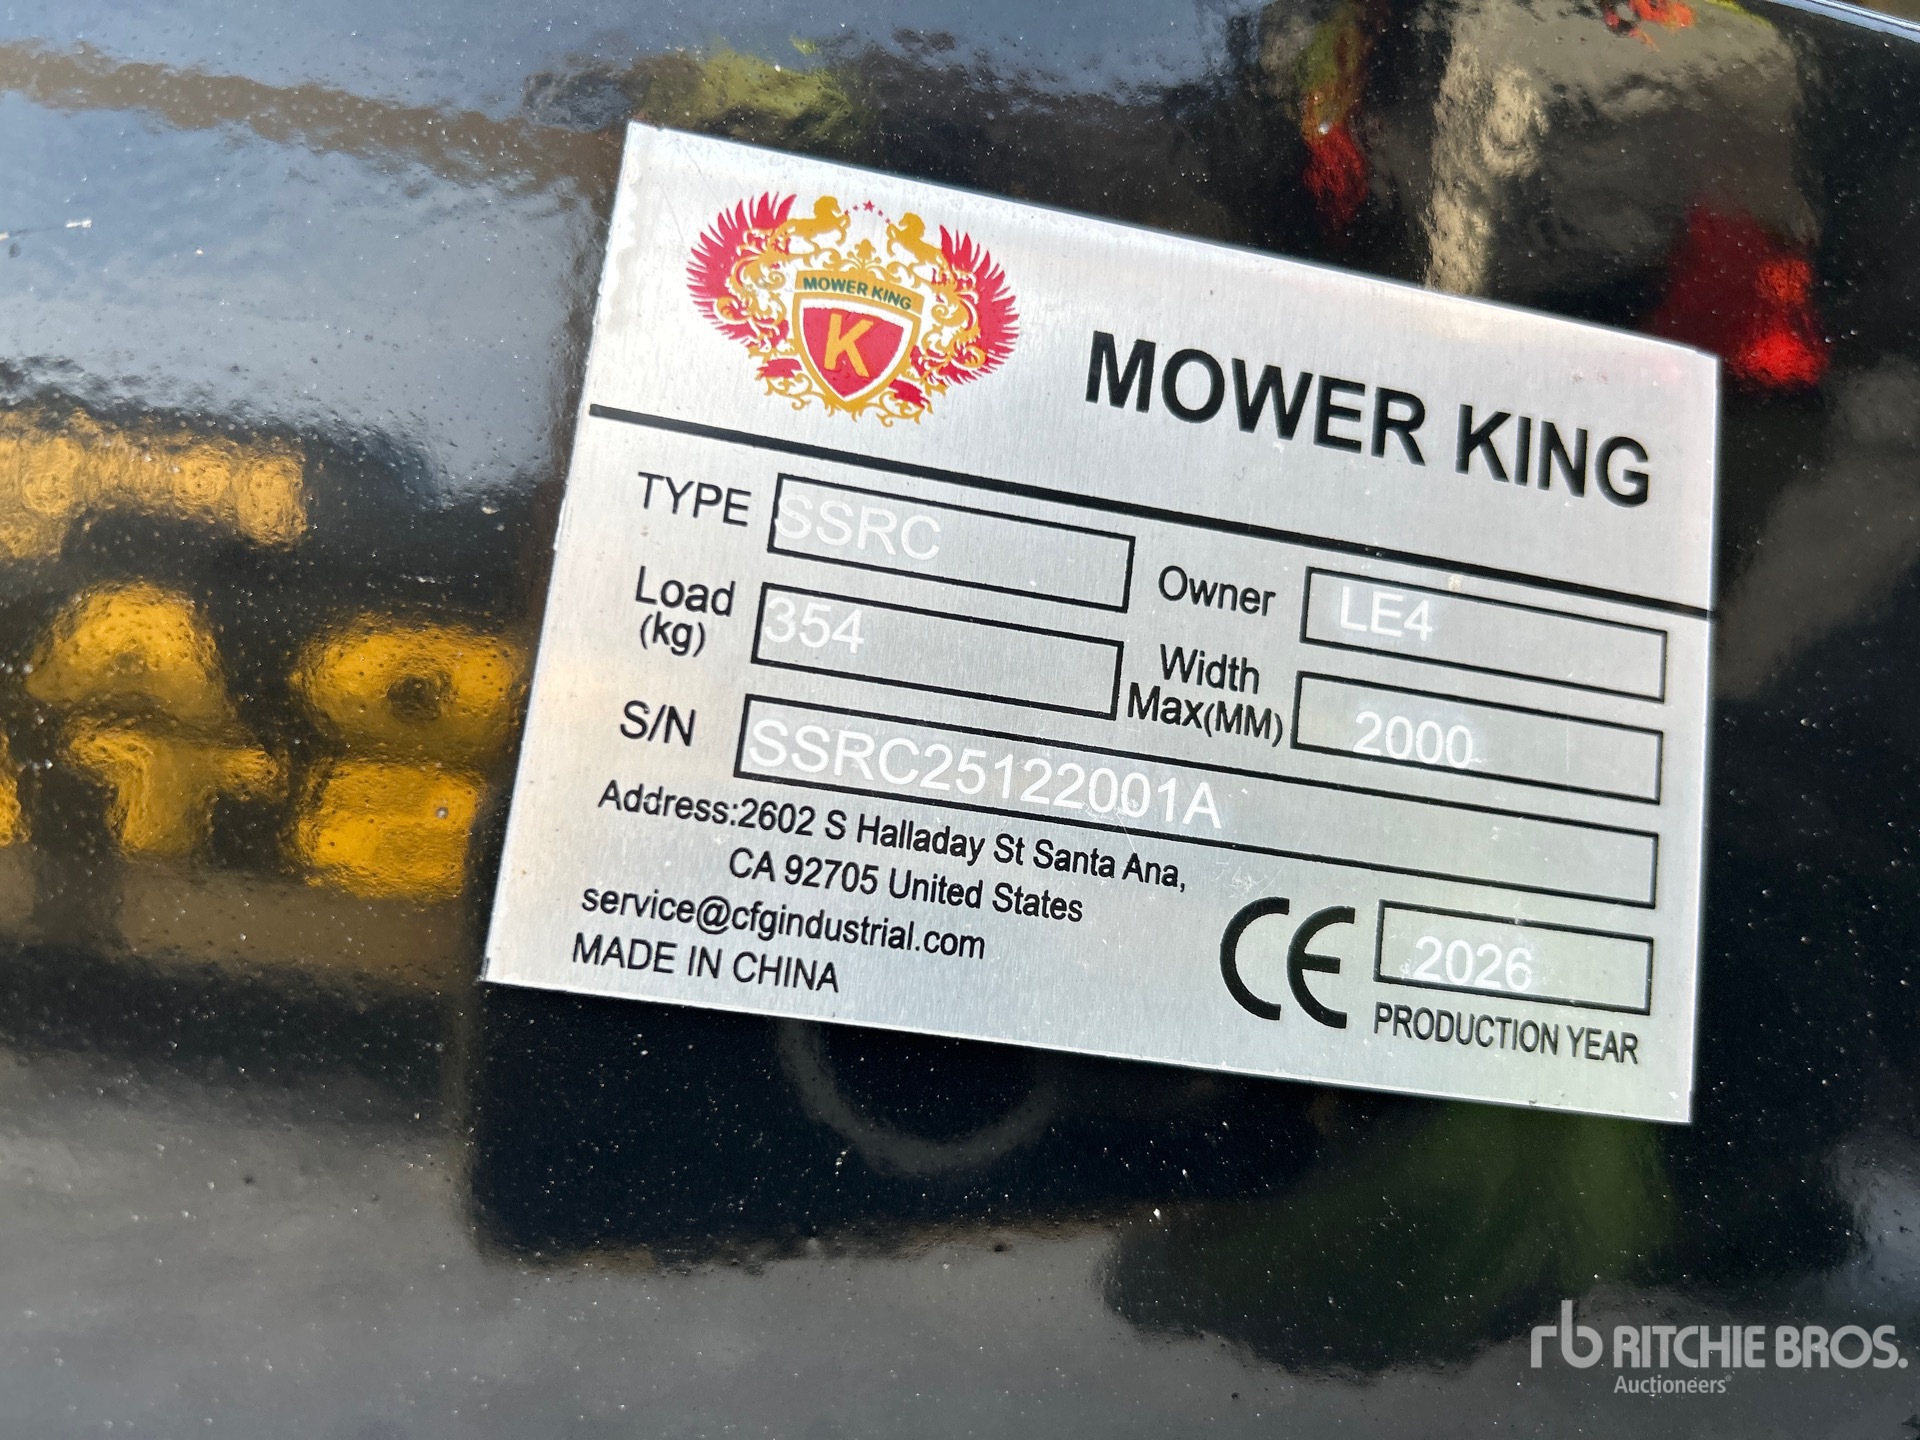 MOWER KING
K
MOWER KING
TYPE SSRC
Owner LE4
Load (kg) 354
Width Max(MM) 2000
S/N SSRC25122001A
Address:2602 S Halladay St Santa Ana,
CA 92705 United States
service@cfgindustrial.com
MADE IN CHINA
CE 2026
PRODUCTION YEAR
rb RITCHIE BROS.
Auctioneers